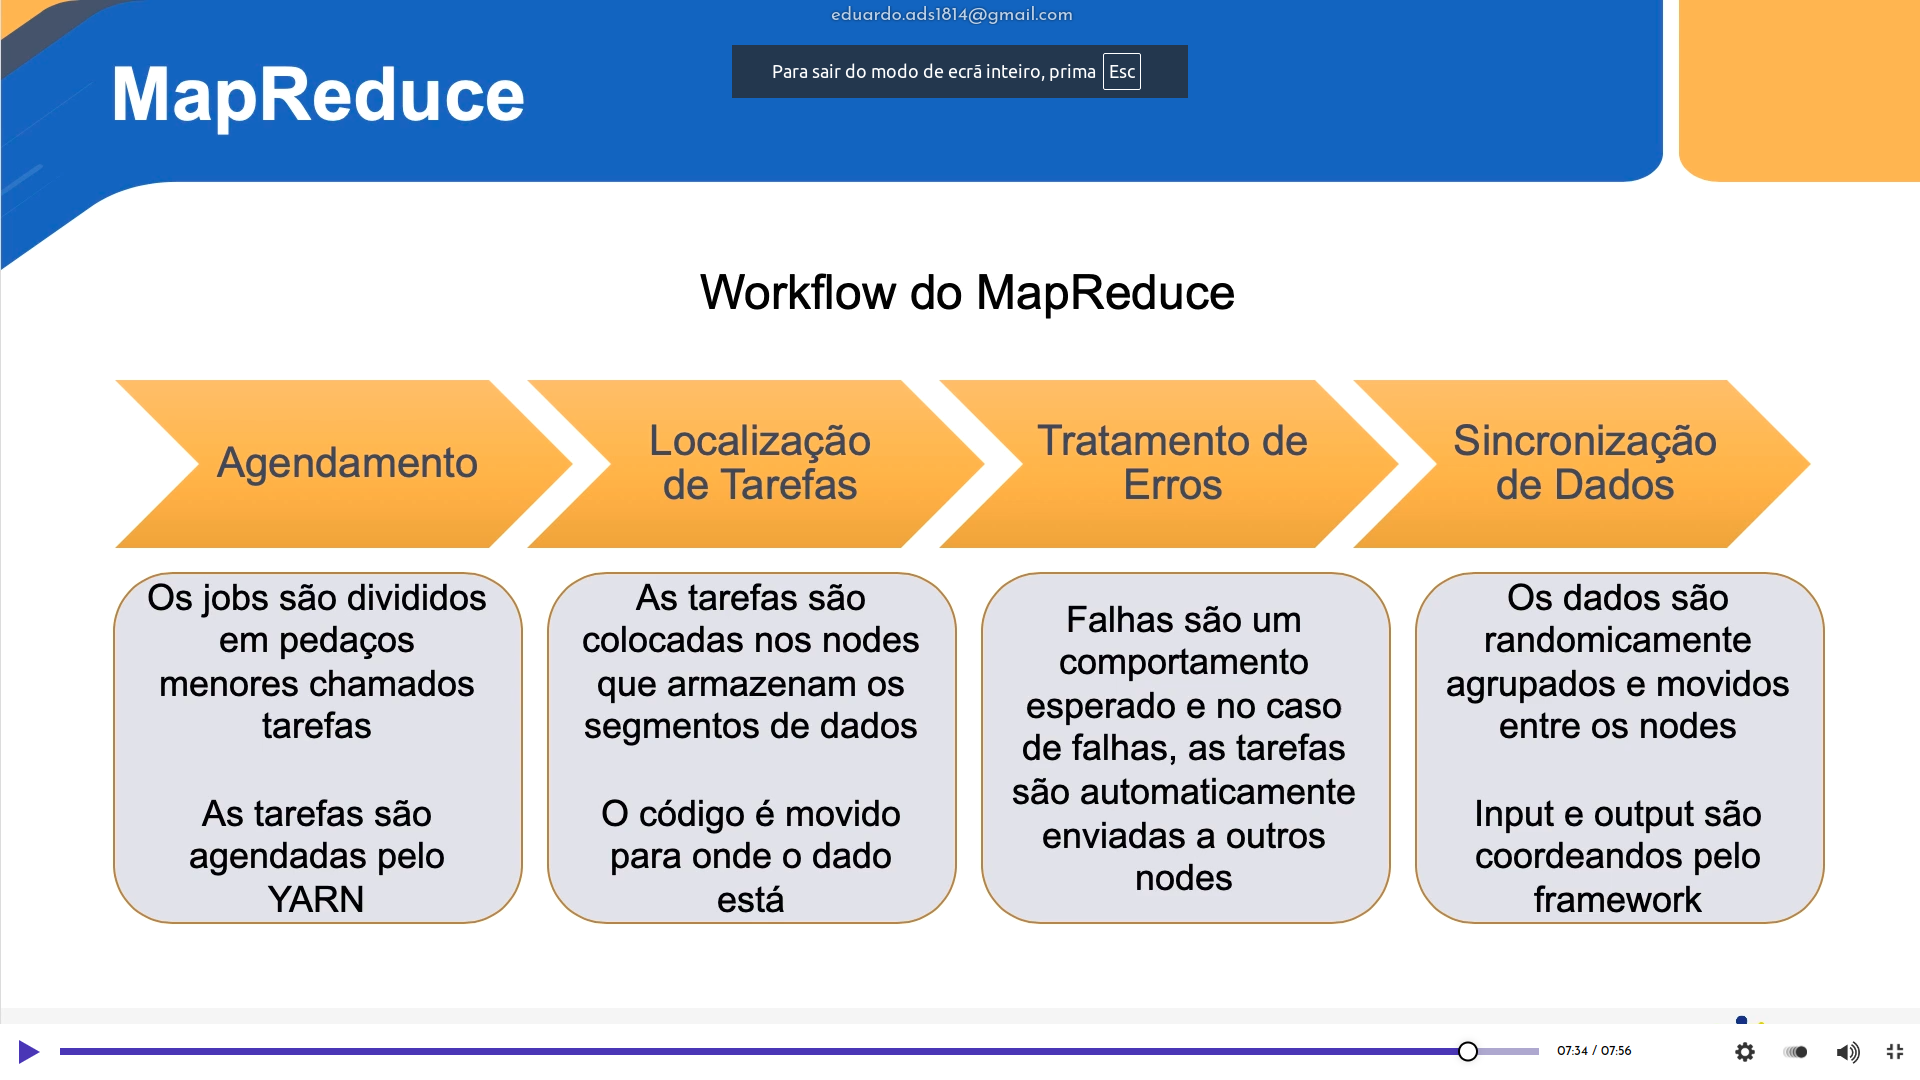 eduardo.ads1814@gmail.com
Para sair do modo de ecrã inteiro, prima Esc
MapReduce
Workflow do MapReduce
Agendamento
Localização
de Tarefas
Tratamento de
Erros
Sincronização
de Dados
Os jobs são divididos
em pedaços
menores chamados
tarefas
As tarefas são
agendadas pelo
YARN
As tarefas são
colocadas nos nodes
que armazenam os
segmentos de dados
O código é movido
para onde o dado
está
Falhas são um
comportamento
esperado e no caso
de falhas, as tarefas
são automaticamente
enviadas a outros
nodes
Os dados são
randomicamente
agrupados e movidos
entre os nodes
Input e output são
coordeandos pelo
framework
07:34 / 07:56